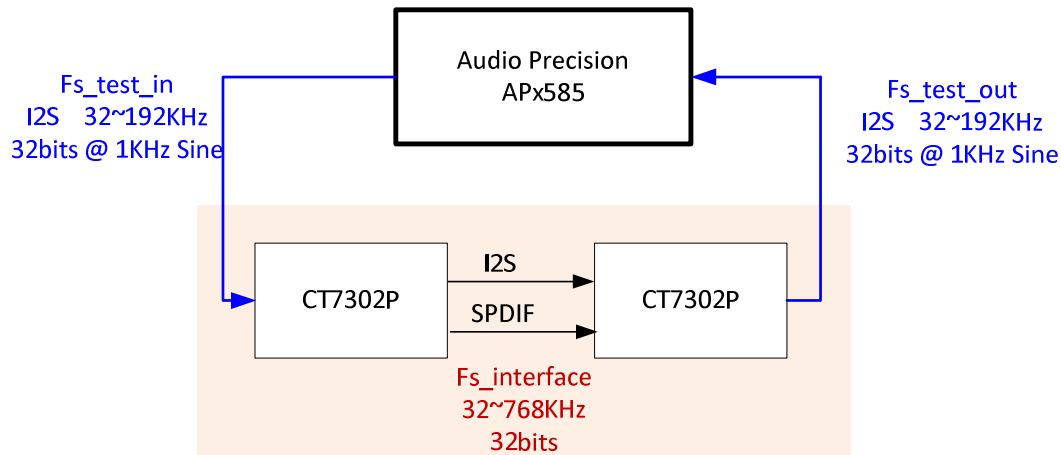 Audio Precision
APx585
Fs_test_in
I2S 32~192KHz
32bits @ 1KHz Sine
Fs_test_out
I2S 32~192KHz
32bits @ 1KHz Sine
CT7302P
I2S
SPDIF
CT7302P
Fs_interface
32~768KHz
32bits